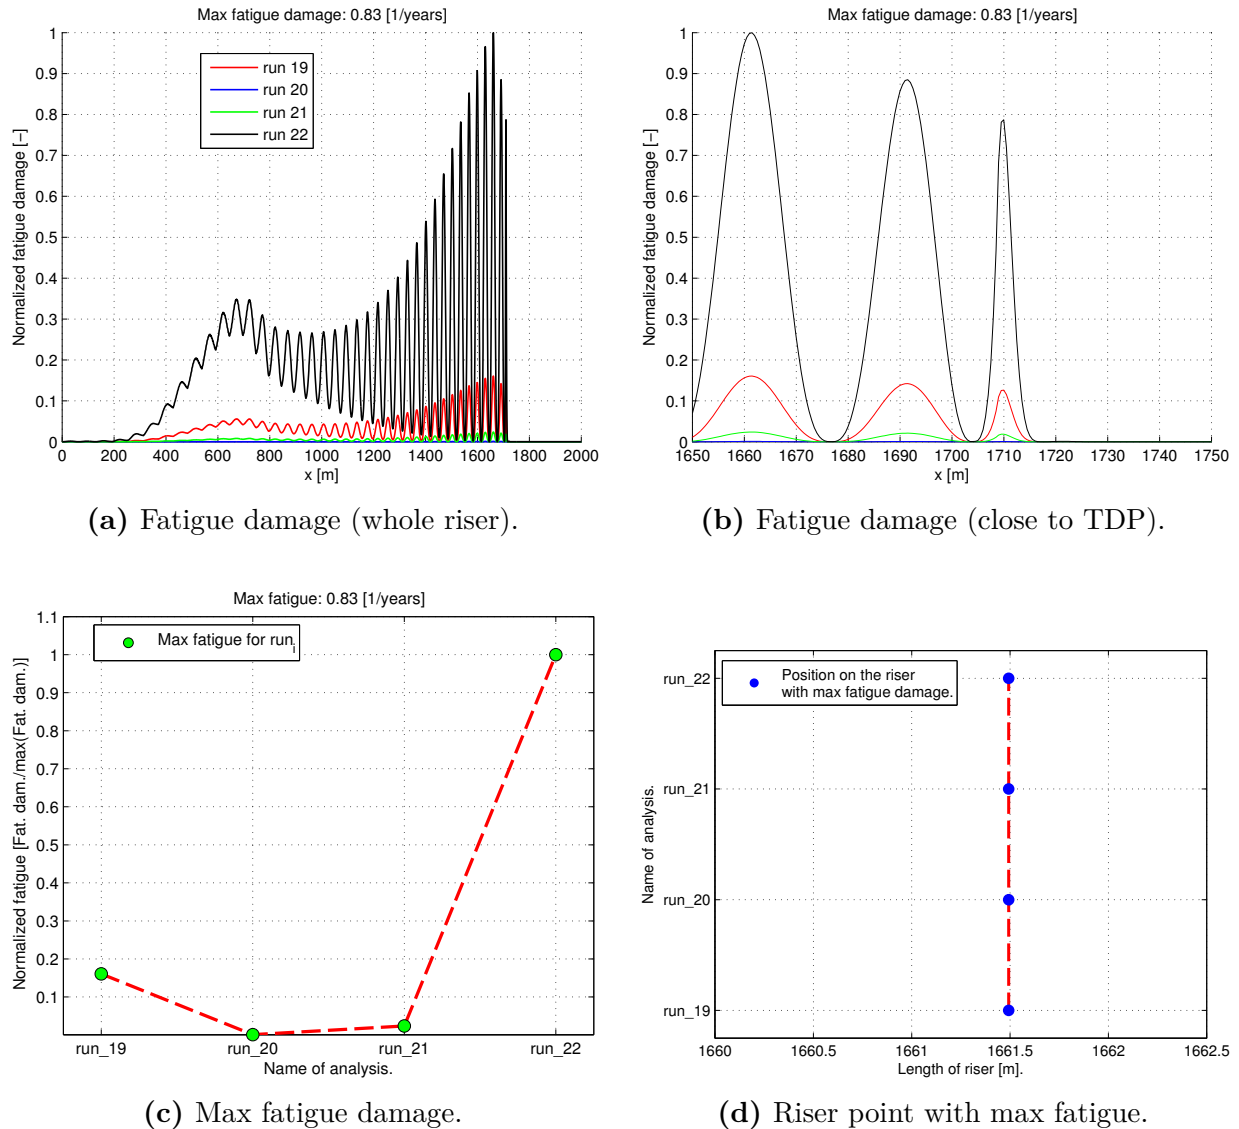 Max fatigue damage: 0.83 [1/years]
Normalized fatigue damage [−]
1
0.9
0.8
0.7
0.6
0.5
0.4
0.3
0.2
0.1
0
run 19
run 20
run 21
run 22
0 200 400 600 800 1000 1200 1400 1600 1800 2000
x [m]
(a) Fatigue damage (whole riser).
Max fatigue damage: 0.83 [1/years]
Normalized fatigue damage [−]
1
0.9
0.8
0.7
0.6
0.5
0.4
0.3
0.2
0.1
0
1650 1660 1670 1680 1690 1700 1710 1720 1730 1740 1750
x [m]
(b) Fatigue damage (close to TDP).
Max fatigue: 0.83 [1/years]
Normalized fatigue [Fat. dam./max(Fat. dam.)]
1.1
1
0.9
0.8
0.7
0.6
0.5
0.4
0.3
0.2
0.1
Max fatigue for run_i
run_19 run_20 run_21 run_22
Name of analysis.
(c) Max fatigue damage.
Name of analysis.
Position on the riser
with max fatigue damage.
run_22
run_21
run_20
run_19
1660 1660.5 1661 1661.5 1662 1662.5
Length of riser [m].
(d) Riser point with max fatigue.